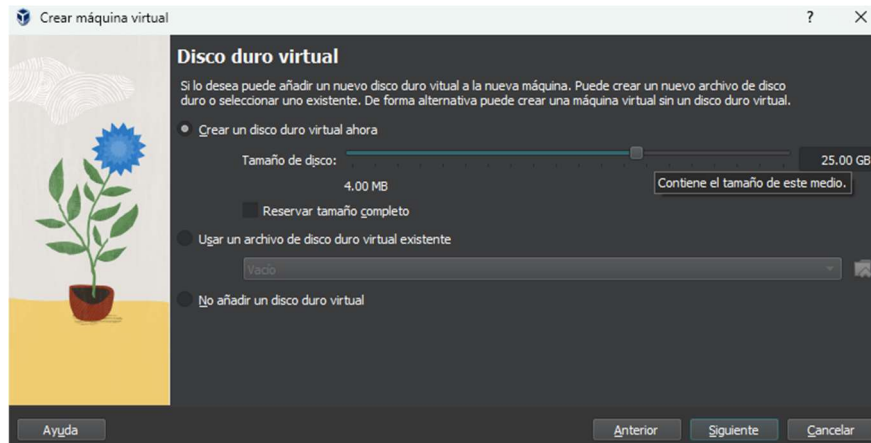 Crear máquina virtual
?
Disco duro virtual
Si lo desea puede añadir un nuevo disco duro vitual a la nueva máquina. Puede crear un nuevo archivo de disco
duro o seleccionar uno existente. De forma alternativa puede crear una máquina virtual sin un disco duro virtual.
Crear un disco duro virtual ahora
Tamaño de disco:
25.00 GB
4.00 MB
Contiene el tamaño de este medio.
Reservar tamaño completo
Usar un archivo de disco duro virtual existente
Vacío
No añadir un disco duro virtual
Ayuda
Anterior
Siguiente
Cancelar